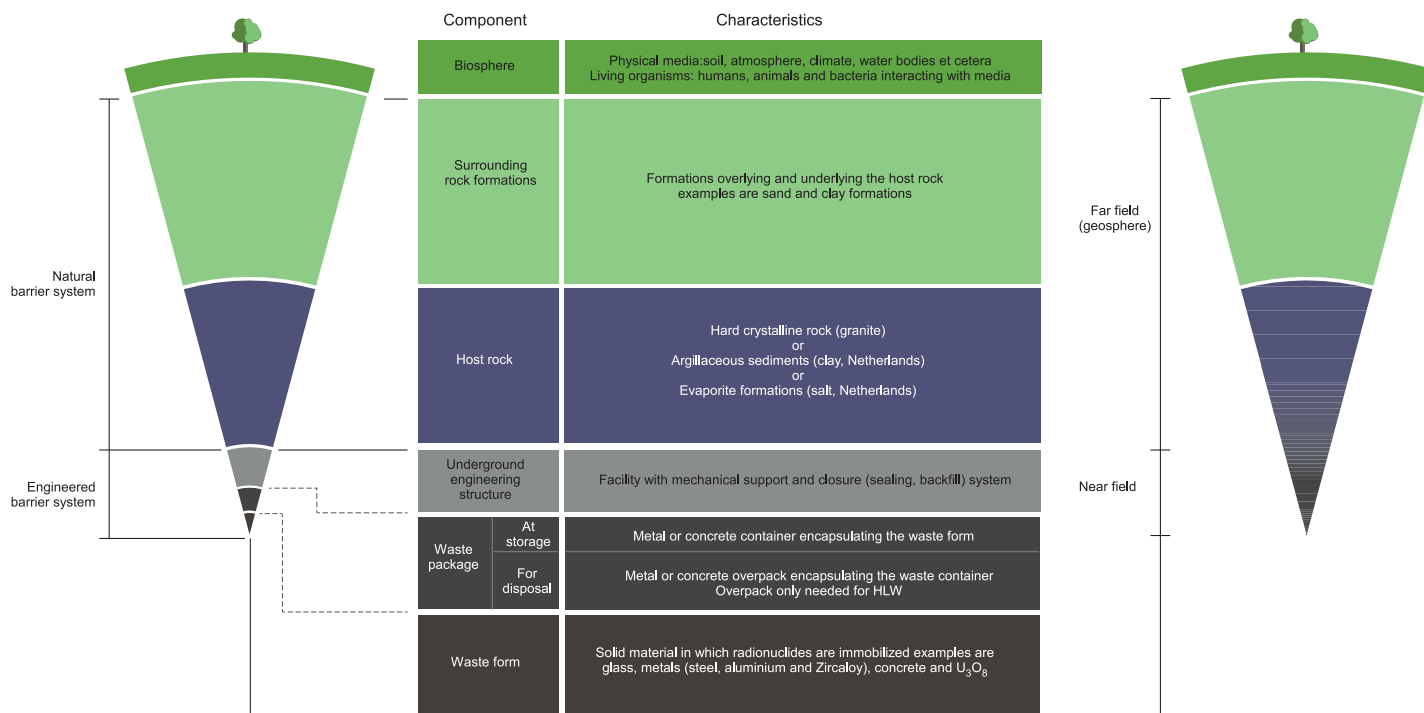 Component
Characteristics
Biosphere
Physical media:soil, atmosphere, climate, water bodies et cetera
Living organisms: humans, animals and bacteria interacting with media
Surrounding
rock formations
Formations overlying and underlying the host rock
examples are sand and clay formations
Far field
(geosphere)
Natural
barrier system
Host rock
Hard crystalline rock (granite)
or
Argillaceous sediments (clay, Netherlands)
or
Evaporite formations (salt, Netherlands)
Engineered
barrier system
Underground
engineering
structure
Facility with mechanical support and closure (sealing, backfill) system
Near field
Waste
package
At
storage
Metal or concrete container encapsulating the waste form
For
disposal
Metal or concrete overpack encapsulating the waste container
Overpack only needed for HLW
Waste form
Solid material in which radionuclides are immobilized examples are
glass, metals (steel, aluminium and Zircaloy), concrete and U₃O₈